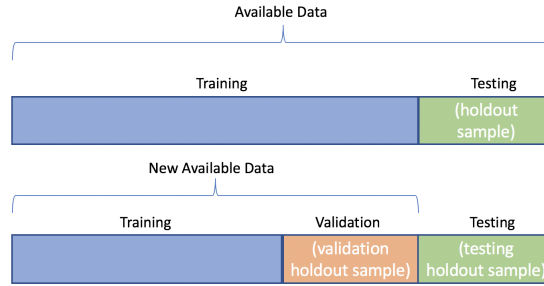 Available Data
Training
Testing
(holdout
sample)
New Available Data
Training
Validation
Testing
(validation
holdout sample)
(testing
holdout sample)